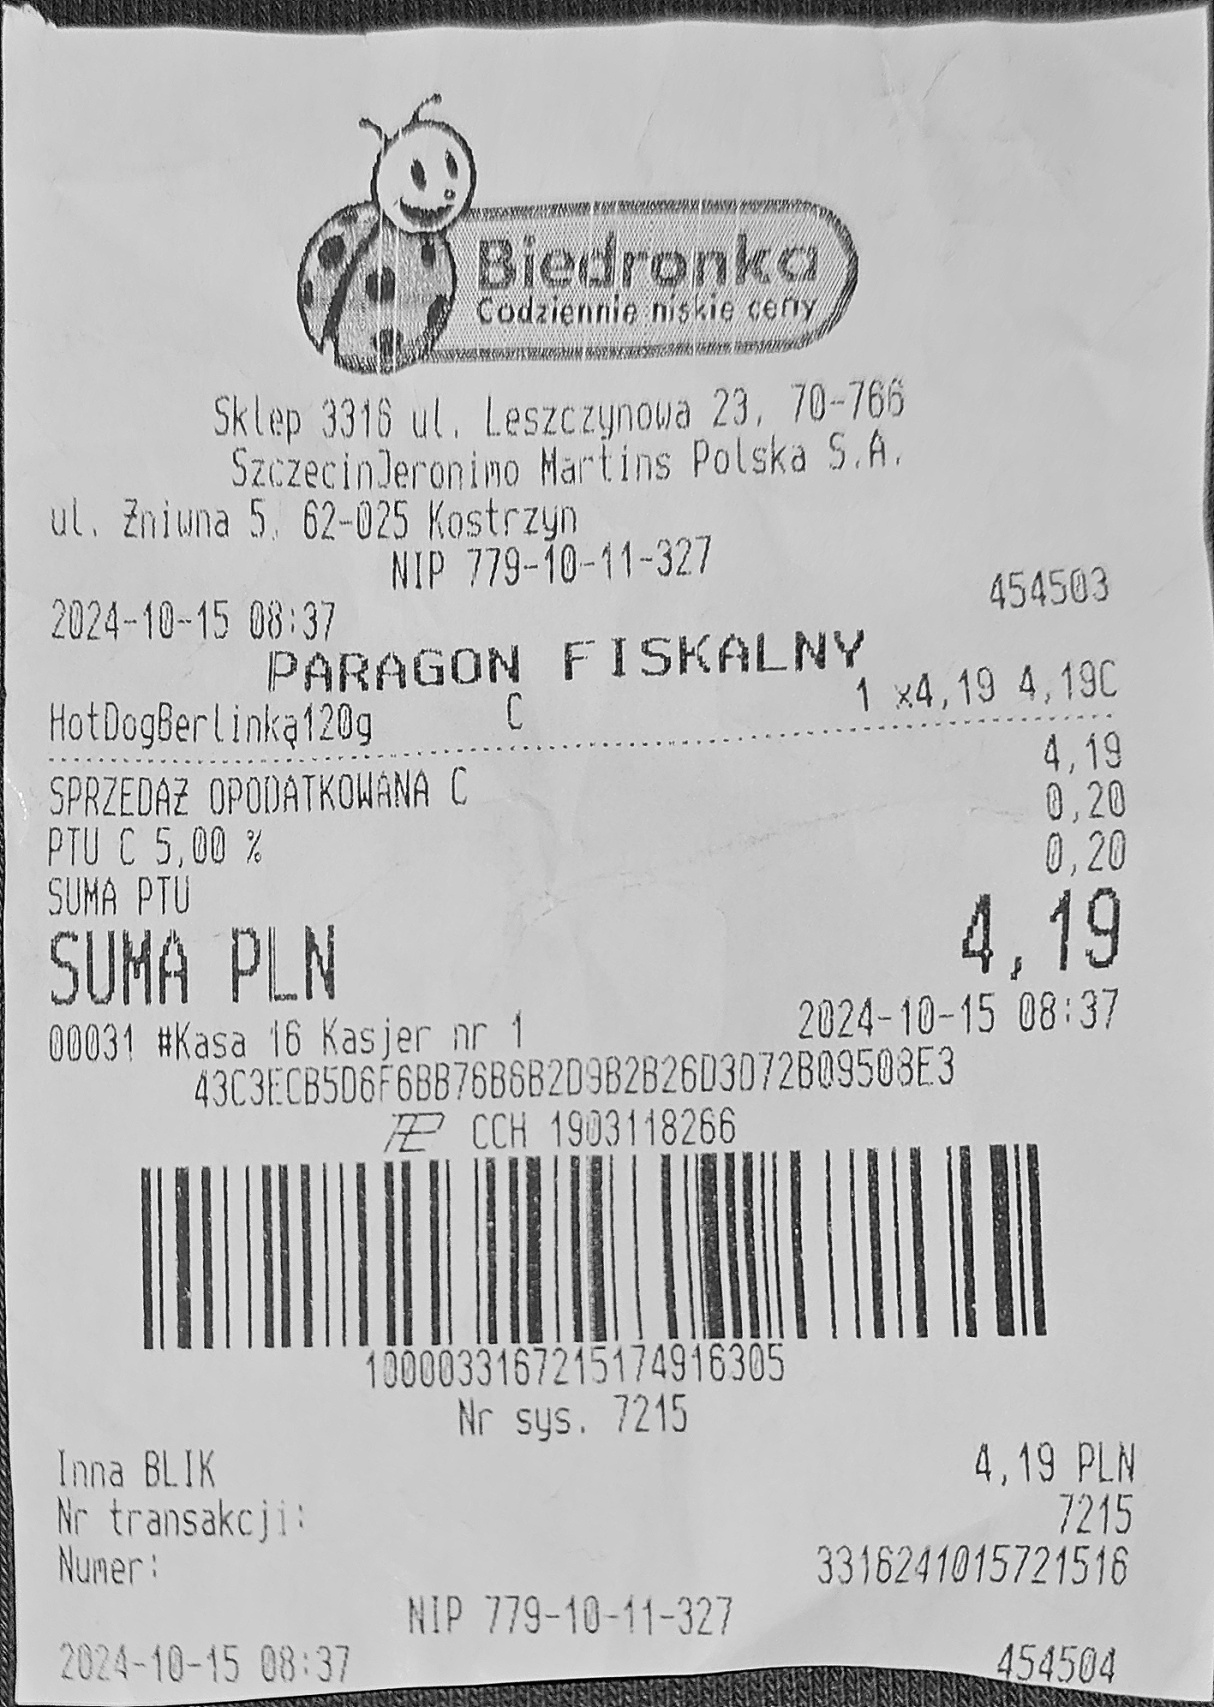 Biedronka
Codziennie niskie ceny
Sklep 3316 ul. Leszczynowa 23, 70-766
SzczecinJeronimo Martins Polska S.A.
ul. Żniwna 5, 62-025 Kostrzyn
NIP 779-10-11-327
2024-10-15 08:37 454503
PARAGON FISKALNY
HotDogBerlinką120g C 1 x4,19 4,19C
SPRZEDAŻ OPODATKOWANA C 4,19
PTU C 5,00 % 0,20
SUMA PTU 0,20
SUMA PLN 4,19
00031 #Kasa 16 Kasjer nr 1 2024-10-15 08:37
43C3ECB5D6F6BB76B6B2D9B2B26D3D72B09508E3
CCH 1903118266
1000033167215174916305
Nr sys. 7215
Inna BLIK 4,19 PLN
Nr transakcji: 7215
Numer: 3316241015721516
NIP 779-10-11-327
2024-10-15 08:37 454504